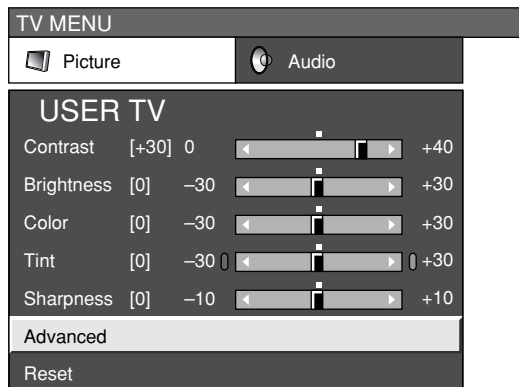 TV MENU
Picture Audio
USER TV
Contrast [+30] 0 +40
Brightness [0] –30 +30
Color [0] –30 +30
Tint [0] –30 +30
Sharpness [0] –10 +10
Advanced
Reset